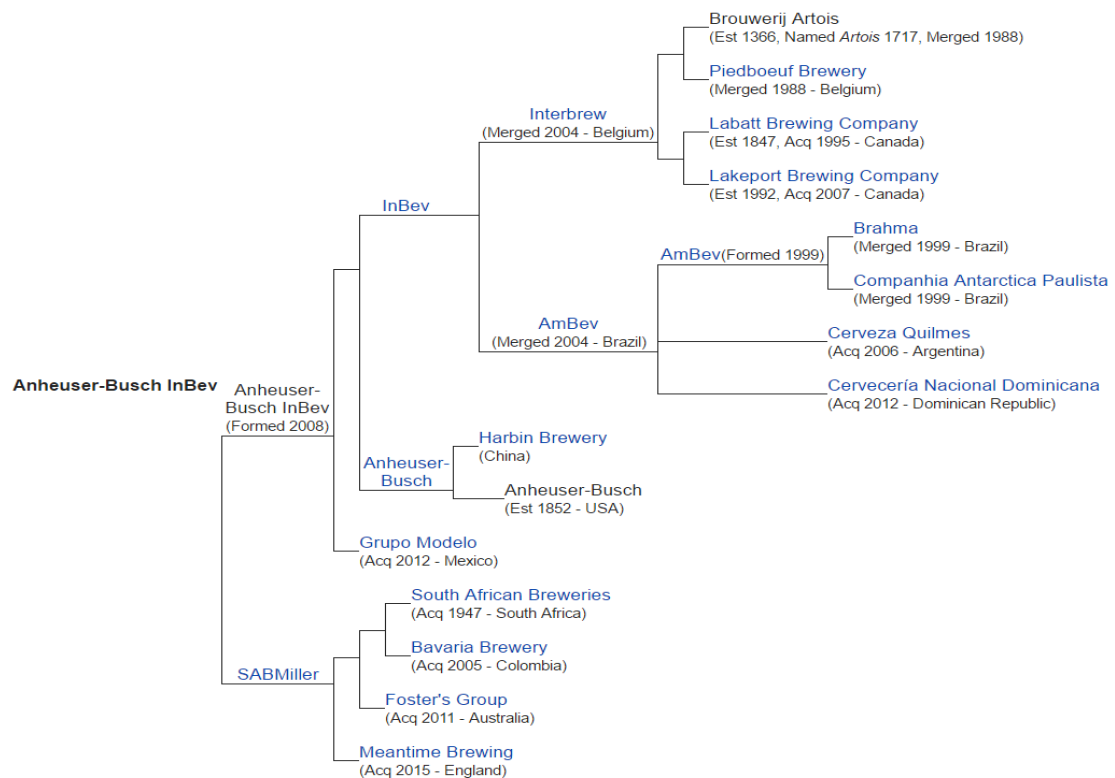 Brouwerij Artois
(Est 1366, Named Artois 1717, Merged 1988)
Piedboeuf Brewery
(Merged 1988 - Belgium)
Interbrew
(Merged 2004 - Belgium)
Labatt Brewing Company
(Est 1847, Acq 1995 - Canada)
Lakeport Brewing Company
(Est 1992, Acq 2007 - Canada)
InBev
Brahma
(Merged 1999 - Brazil)
AmBev(Formed 1999)
Companhia Antarctica Paulista
(Merged 1999 - Brazil)
AmBev
(Merged 2004 - Brazil)
Cerveza Quilmes
(Acq 2006 - Argentina)
Cervecería Nacional Dominicana
(Acq 2012 - Dominican Republic)
Anheuser-Busch InBev
Anheuser-
Busch InBev
(Formed 2008)
Harbin Brewery
(China)
Anheuser-
Busch
Anheuser-Busch
(Est 1852 - USA)
Grupo Modelo
(Acq 2012 - Mexico)
South African Breweries
(Acq 1947 - South Africa)
Bavaria Brewery
(Acq 2005 - Colombia)
SABMiller
Foster's Group
(Acq 2011 - Australia)
Meantime Brewing
(Acq 2015 - England)